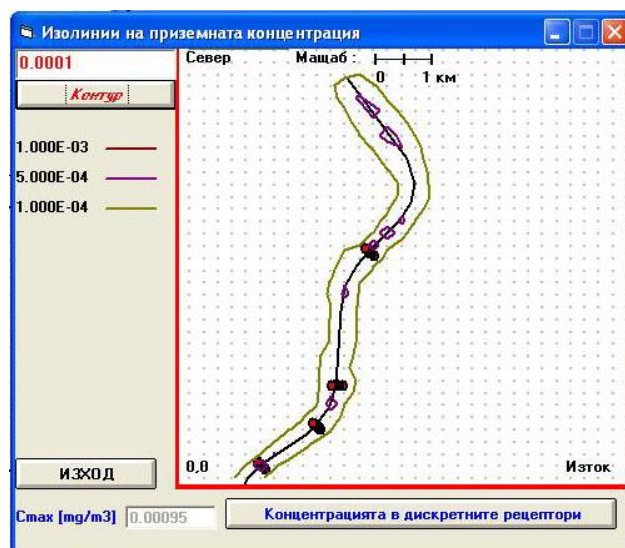 Изолинии на приземната концентрация
0.0001
Север
Мащаб :
0 1 км
Контур
1.000E-03
5.000E-04
1.000E-04
ИЗХОД
0,0
Изток
Cmax [mg/m3] 0.00095
Концентрацията в дискретните рецептори